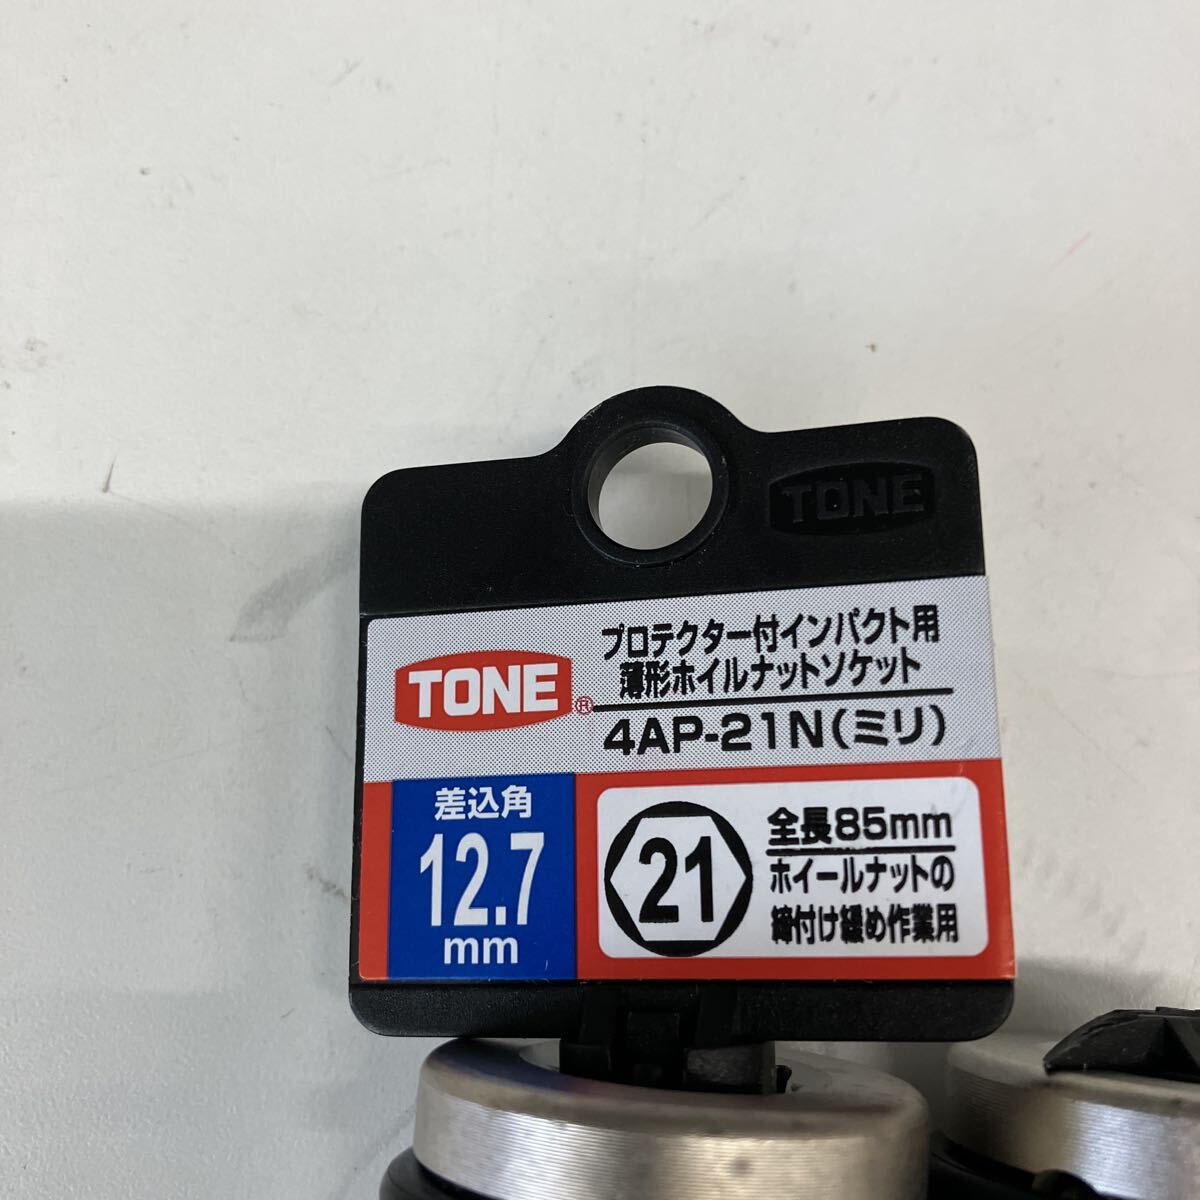 TONE
プロテクター付インパクト用
薄形ホイルナットソケット
TONE®
4AP-21N(ミリ)
差込角
12.7
mm
21
全長85mm
ホイールナットの
締付け緩め作業用